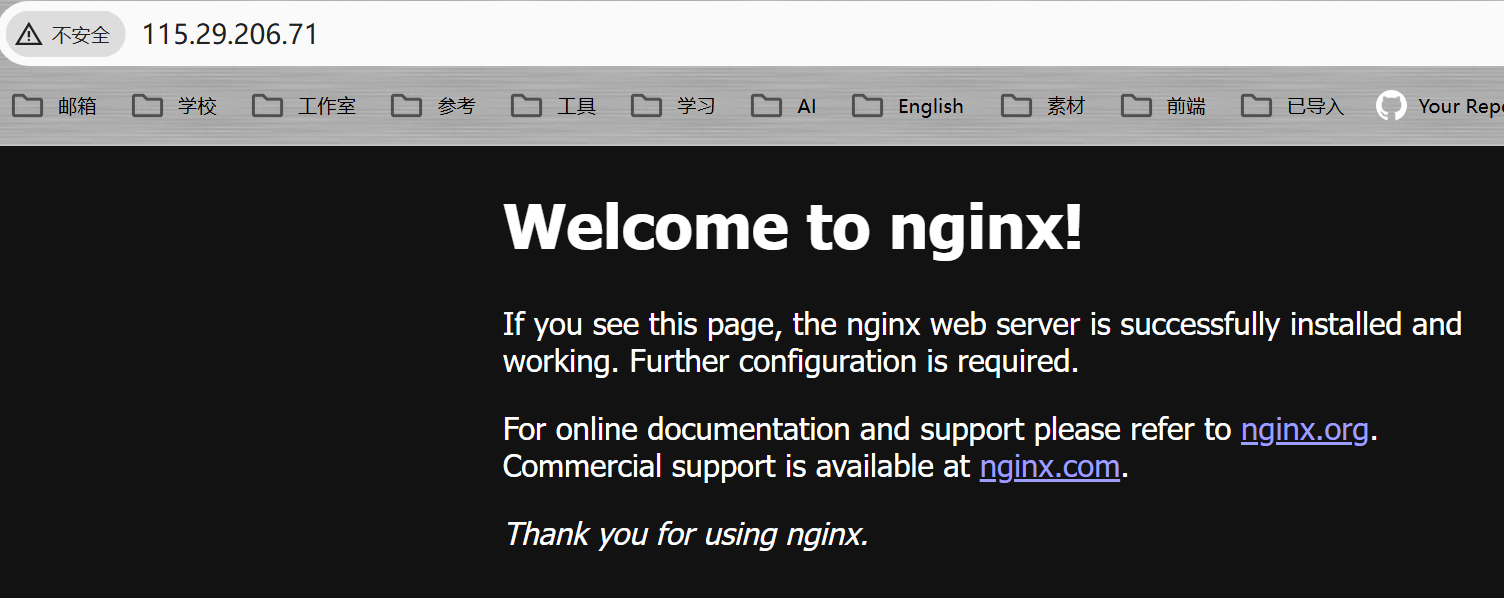 不安全 115.29.206.71
邮箱 学校 工作室 参考 工具 学习 AI English 素材 前端 已导入 Your
Welcome to nginx!
If you see this page, the nginx web server is successfully installed and
working. Further configuration is required.
For online documentation and support please refer to nginx.org.
Commercial support is available at nginx.com.
Thank you for using nginx.